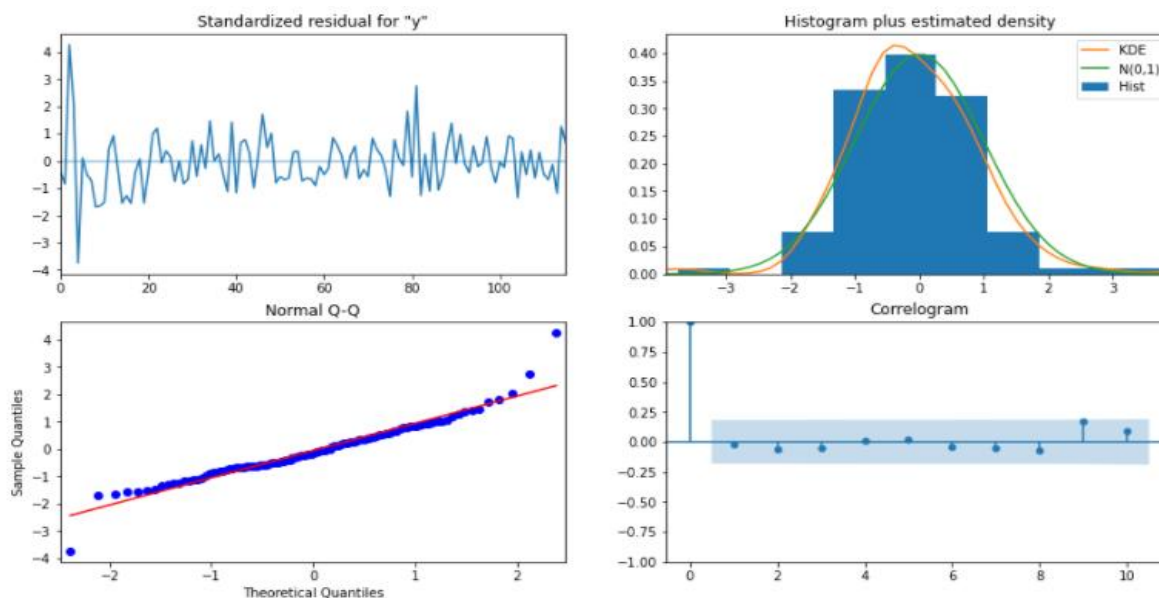 Standardized residual for "y"
4
3
2
1
0
−1
−2
−3
−4
0 20 40 60 80 100
Histogram plus estimated density
KDE
N(0,1)
Hist
0.40
0.35
0.30
0.25
0.20
0.15
0.10
0.05
0.00
−3 −2 −1 0 1 2 3
Normal Q-Q
Sample Quantiles
4
3
2
1
0
−1
−2
−3
−4
−2 −1 0 1 2
Theoretical Quantiles
Correlogram
1.00
0.75
0.50
0.25
0.00
−0.25
−0.50
−0.75
−1.00
0 2 4 6 8 10